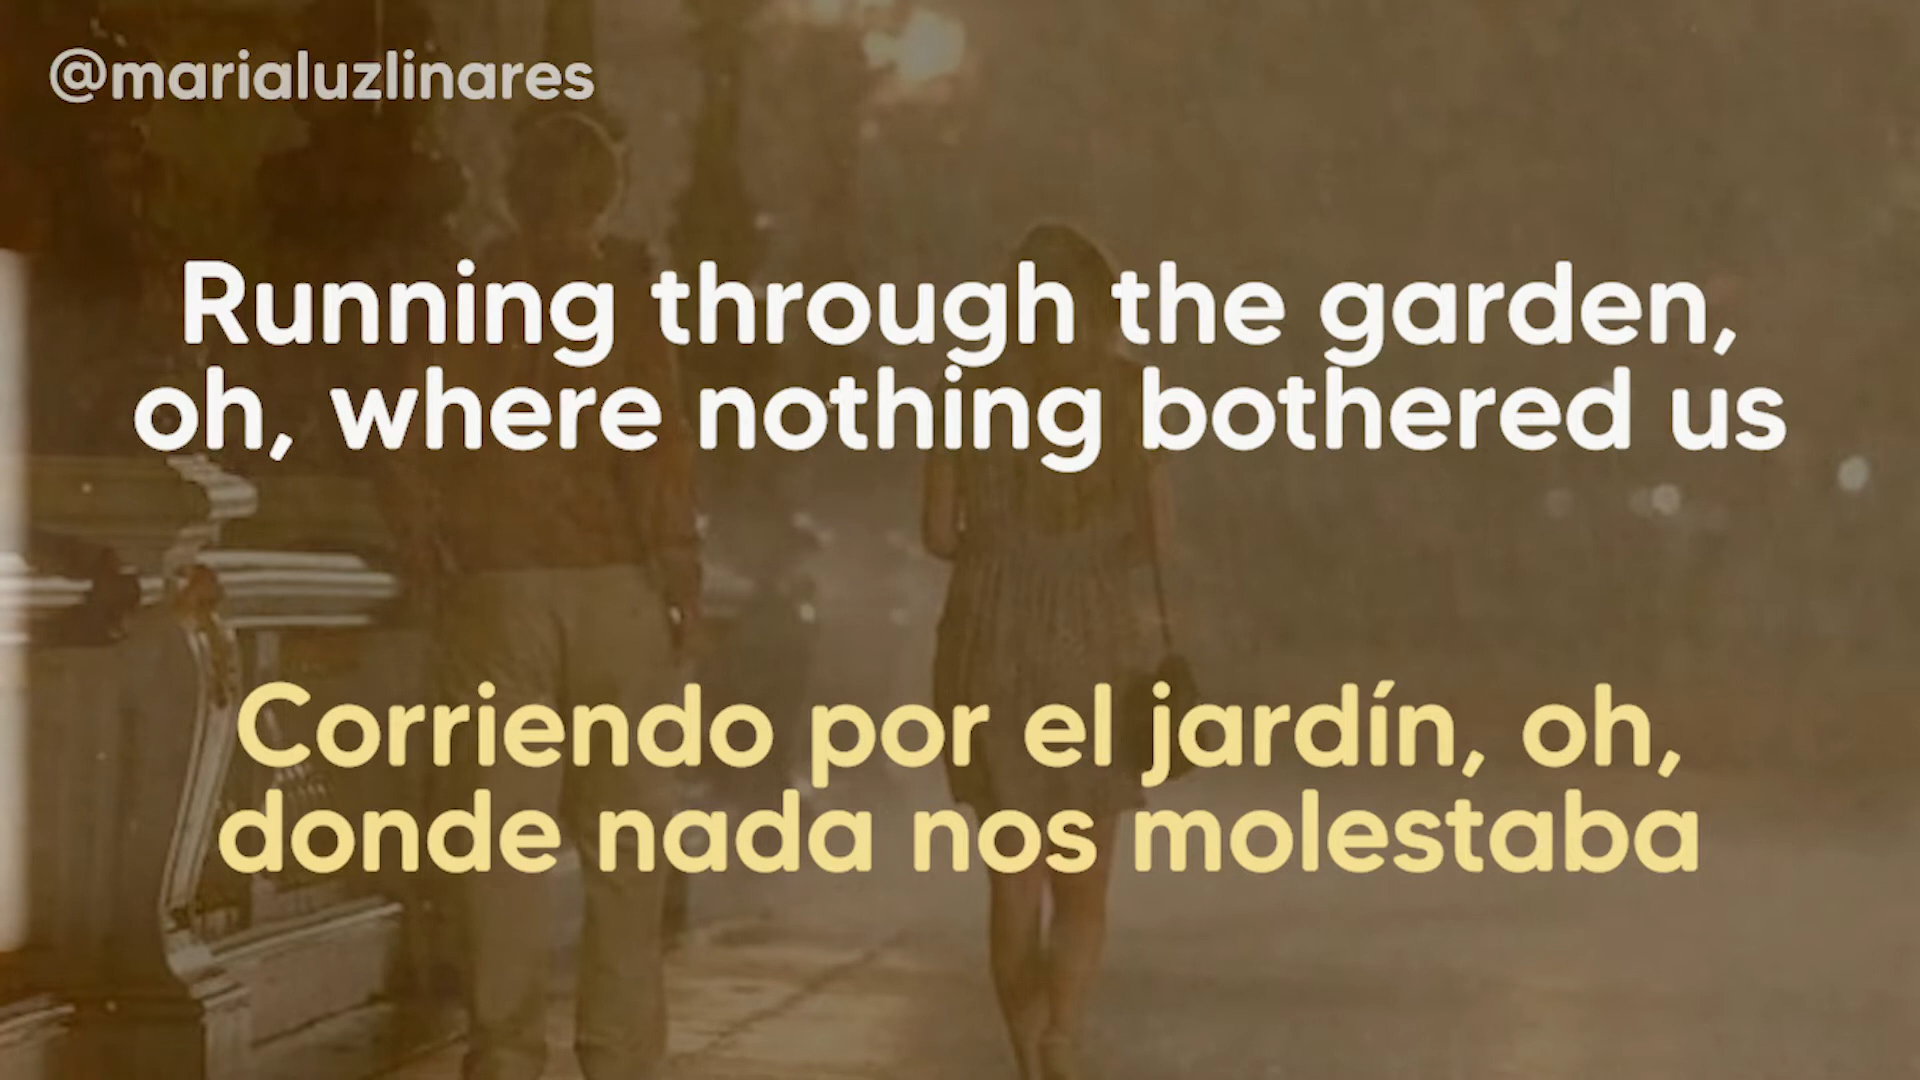 @marialuzlinares
Running through the garden,
oh, where nothing bothered us
Corriendo por el jardín, oh,
donde nada nos molestaba